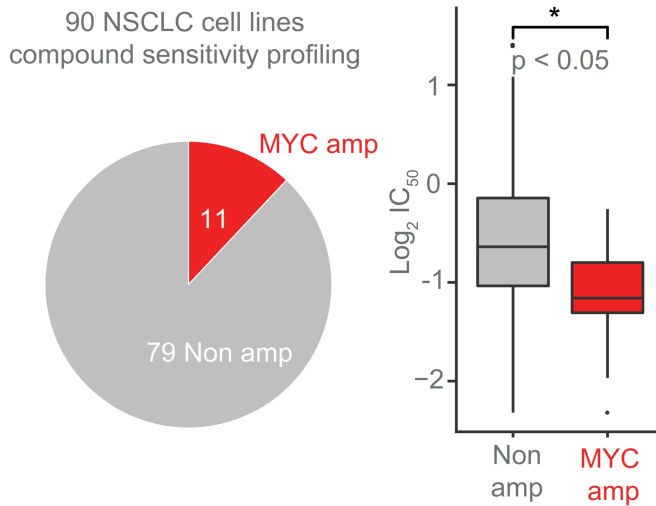 90 NSCLC cell lines
compound sensitivity profiling
MYC amp
11
79 Non amp
*
p < 0.05
Log₂ IC₅₀
1
0
-1
−2
Non
amp
MYC
amp